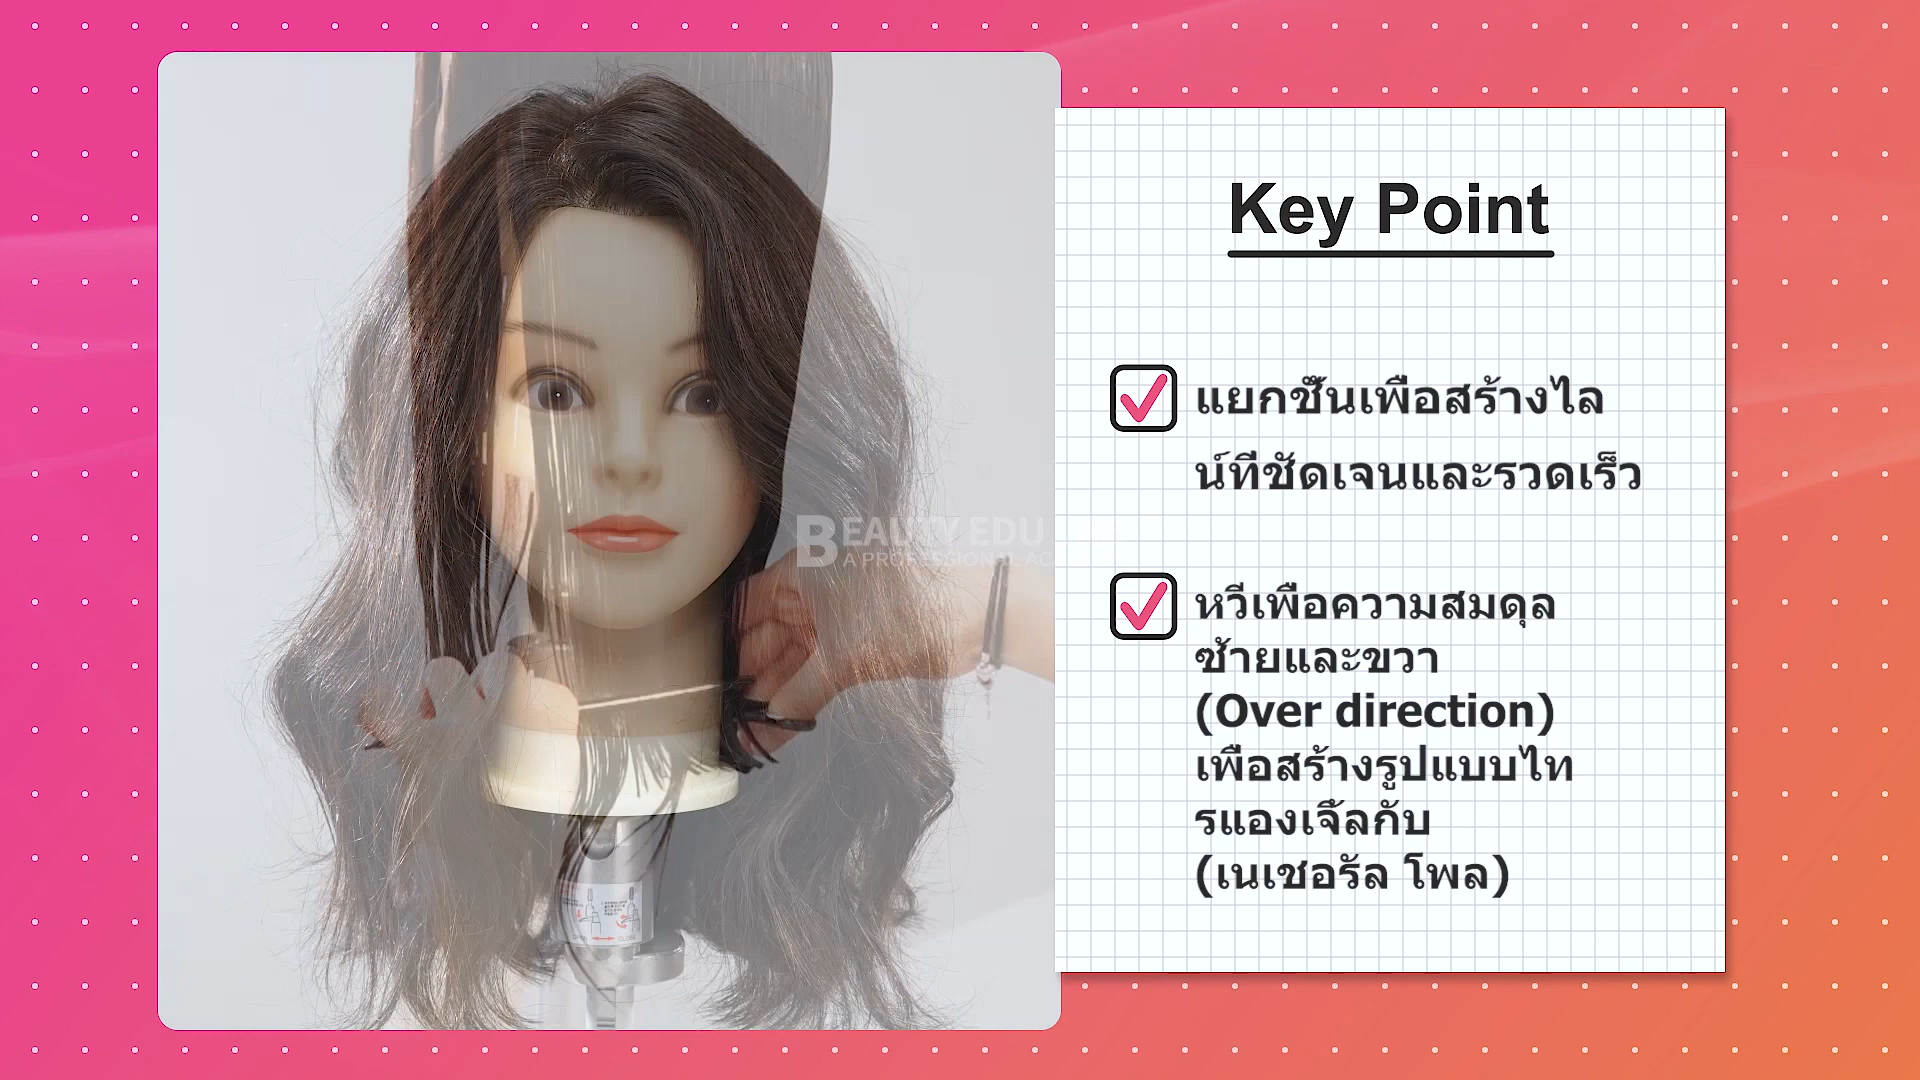 Key Point
แยกชั้นเพื่อสร้างไล
น์ที่ชัดเจนและรวดเร็ว
หวีเพื่อความสมดุล
ซ้ายและขวา
(Over direction)
เพื่อสร้างรูปแบบไท
รแองเจิ้ลกับ
(เนเชอรัล โพล)
BEAUTY EDU
A PROFESSIONAL AC